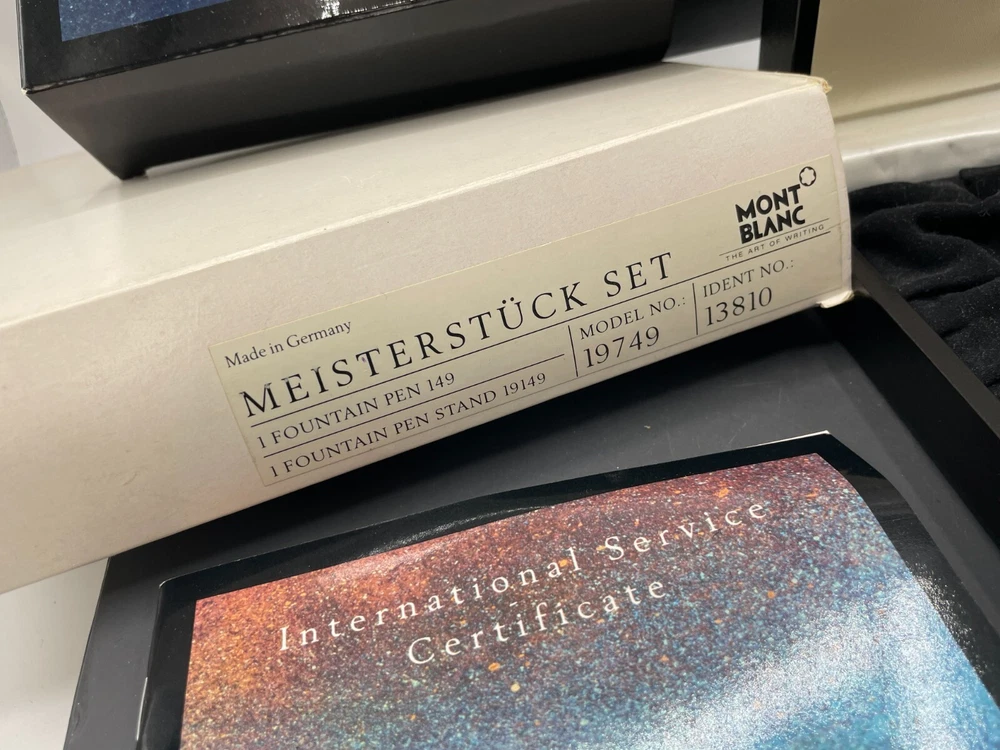 MONT
BLANC
THE ART OF WRITING
Made in Germany
MEISTERSTÜCK SET
1 FOUNTAIN PEN 149
1 FOUNTAIN PEN STAND 19149
MODEL NO.:
19749
IDENT NO.:
13810
International Service
Certificate